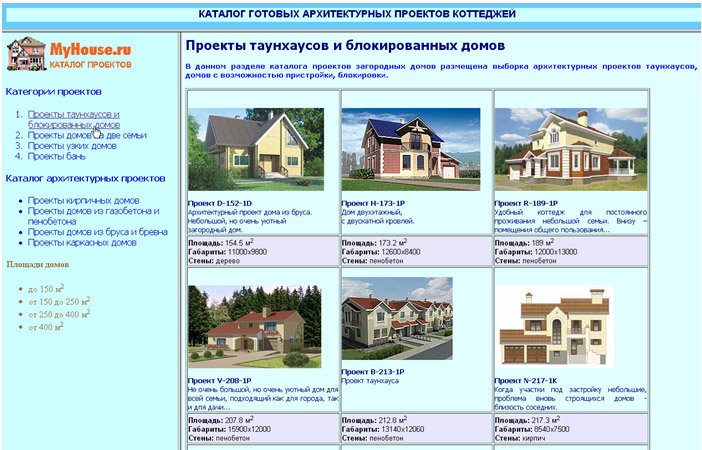 КАТАЛОГ ГОТОВЫХ АРХИТЕКТУРНЫХ ПРОЕКТОВ КОТТЕДЖЕЙ
MyHouse.ru
КАТАЛОГ ПРОЕКТОВ
Категории проектов
1. Проекты таунхаусов и
блокированных домов
2. Проекты домов на две семьи
3. Проекты узких домов
4. Проекты бань
Каталог архитектурных проектов
• Проекты кирпичных домов
• Проекты домов из газобетона и
пенобетона
• Проекты домов из бруса и бревна
• Проекты каркасных домов
Площади домов
• до 150 м²
• от 150 до 250 м²
• от 250 до 400 м²
• от 400 м²
Проекты таунхаусов и блокированных домов
В данном разделе каталога проектов загородных домов размещена выборка архитектурных проектов таунхаусов,
домов с возможностью пристройки, блокировки.
Проект D-152-1D
Архитектурный проект дома из бруса.
Небольшой, но очень уютный
загородный дом.
Площадь: 154.5 м²
Габариты: 11000x9800
Стены: дерево
Проект H-173-1P
Дом двухэтажный,
с двускатной кровлей.
Площадь: 173.2 м²
Габариты: 12600x8400
Стены: пенобетон
Проект R-189-1P
Удобный коттедж для постоянного
проживания небольшой семьи. Внизу –
помещения общего пользования...
Площадь: 189 м²
Габариты: 12000x13000
Стены: пенобетон
Проект V-208-1P
Не очень большой, но очень уютный дом для
всей семьи, подходящий как для города, так
и для дачи...
Площадь: 207.8 м²
Габариты: 15900x12000
Стены: пенобетон
Проект B-213-1P
Проект таунхауса
Площадь: 212.8 м²
Габариты: 13140x12060
Стены: пенобетон
Проект N-217-1K
Когда участки под застройку небольшие,
проблема вновь строящихся домов –
близость соседних.
Площадь: 217.3 м²
Габариты: 8540x7500
Стены: кирпич